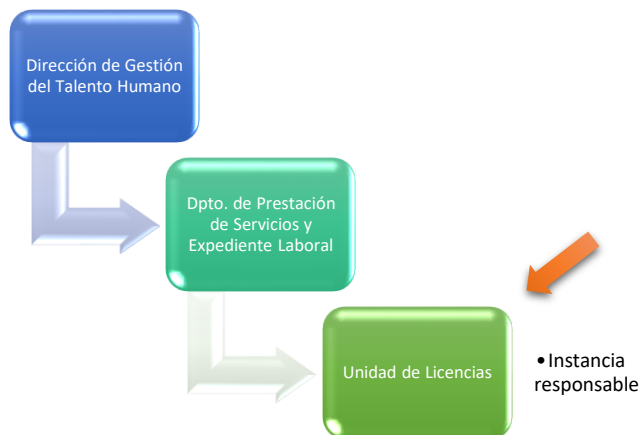 Dirección de Gestión
del Talento Humano
Dpto. de Prestación
de Servicios y
Expediente Laboral
Unidad de Licencias
•Instancia
responsable